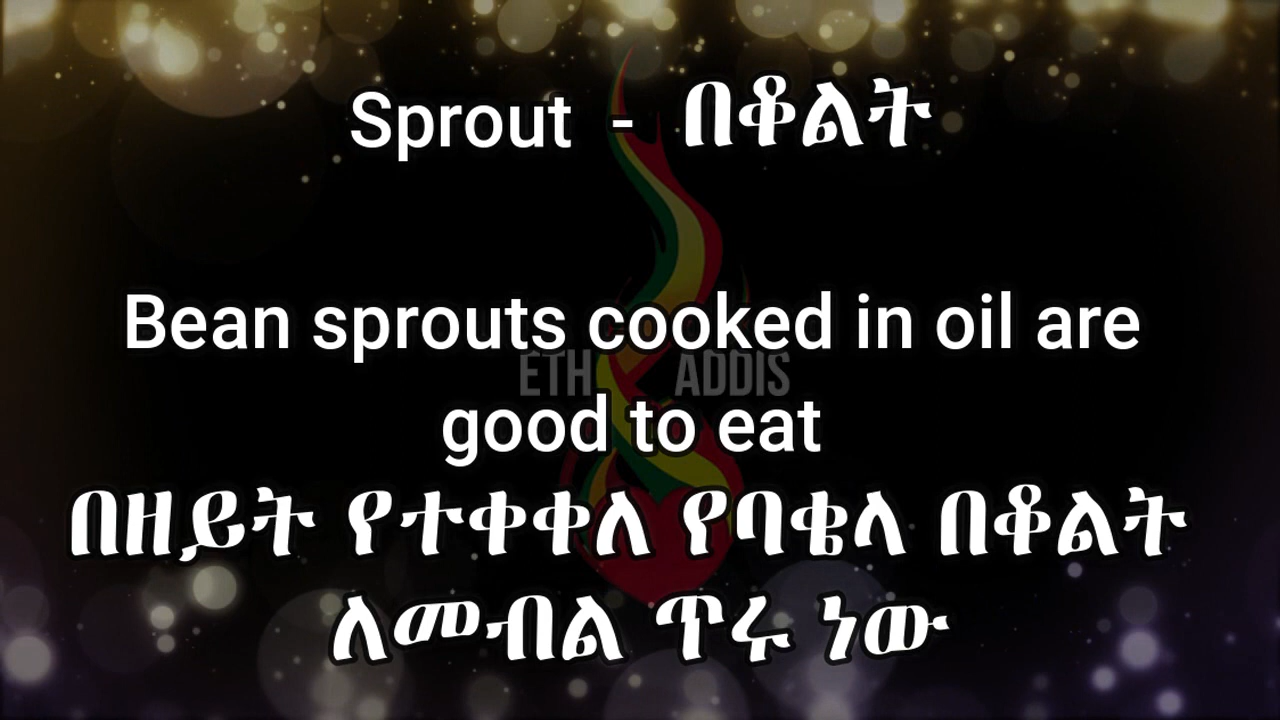 Sprout - በቆልት
Bean sprouts cooked in oil are
ETH ADDIS
good to eat
በዘይት የተቀቀለ የባቄላ በቆልት
ለመብል ጥሩ ነው